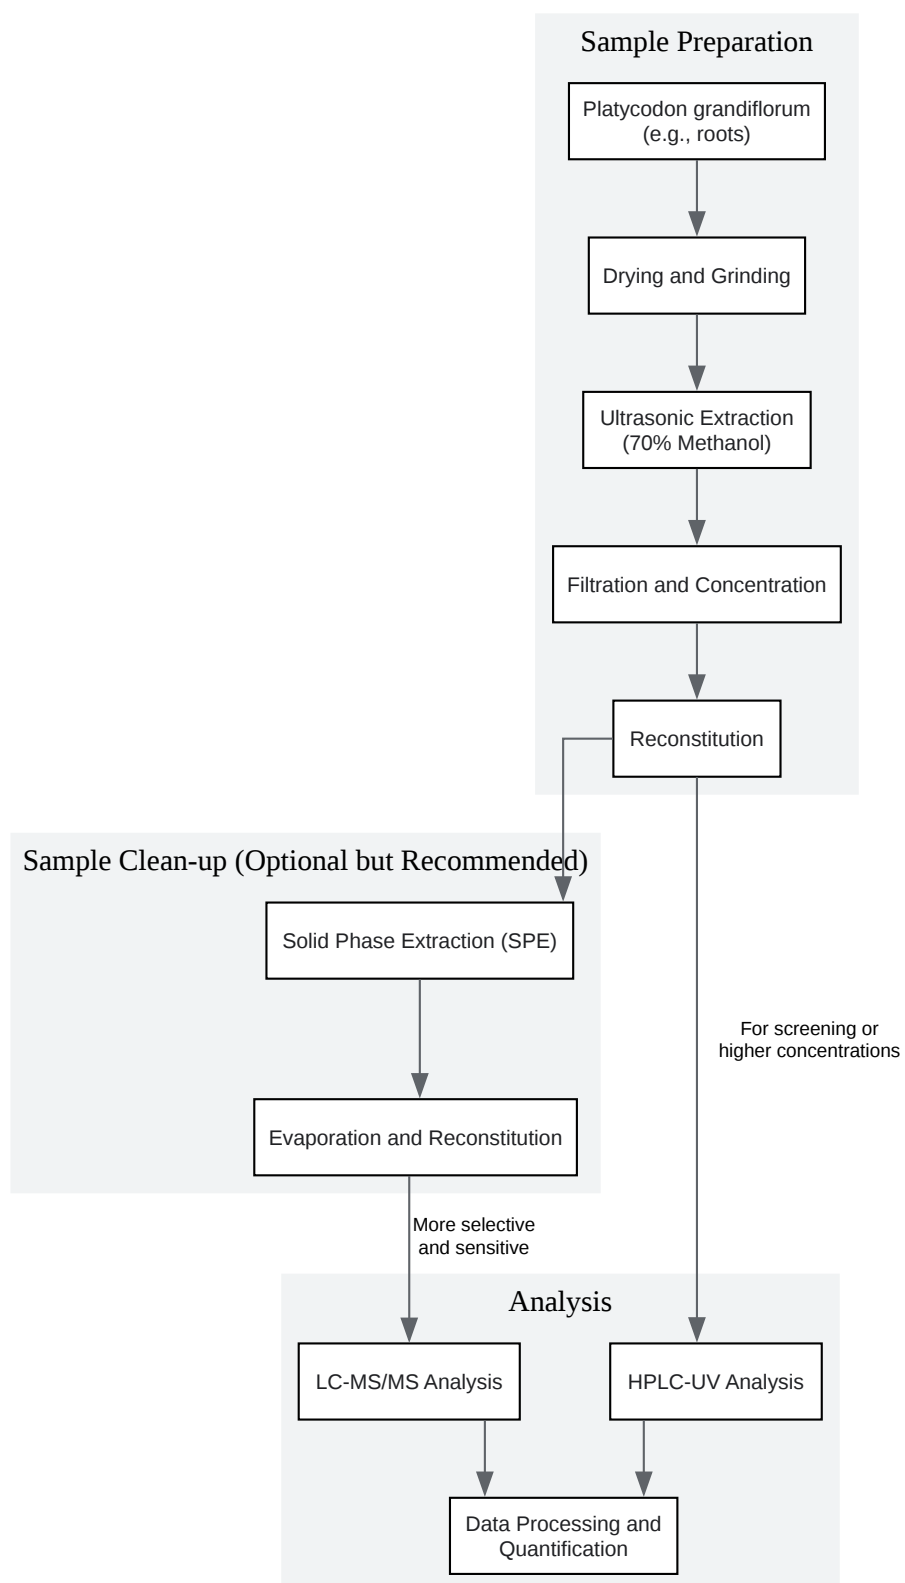 Sample Preparation
Platycodon grandiflorum
(e.g., roots)
Drying and Grinding
Ultrasonic Extraction
(70% Methanol)
Filtration and Concentration
Reconstitution
Sample Clean-up (Optional but Recommended)
Solid Phase Extraction (SPE)
For screening or
higher concentrations
Evaporation and Reconstitution
More selective
and sensitive
Analysis
LC-MS/MS Analysis
HPLC-UV Analysis
Data Processing and
Quantification